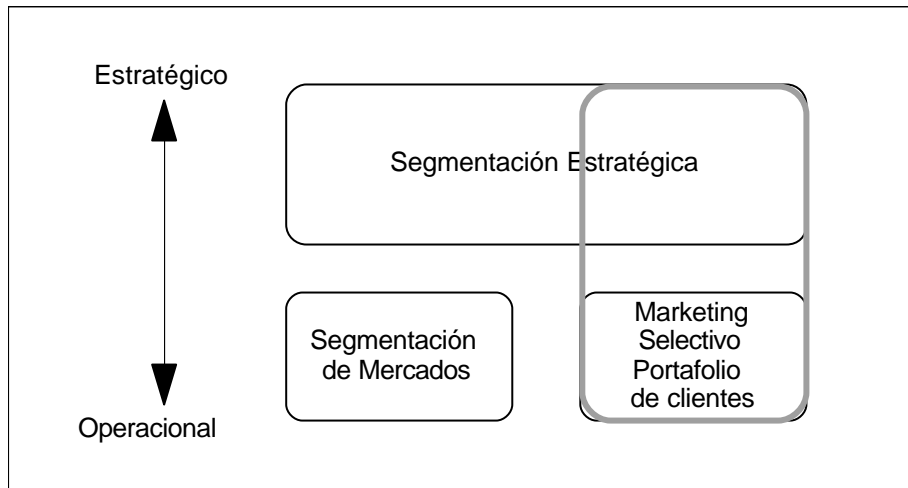 Estratégico
Segmentación Estratégica
Segmentación
de Mercados
Marketing
Selectivo
Portafolio
de clientes
Operacional